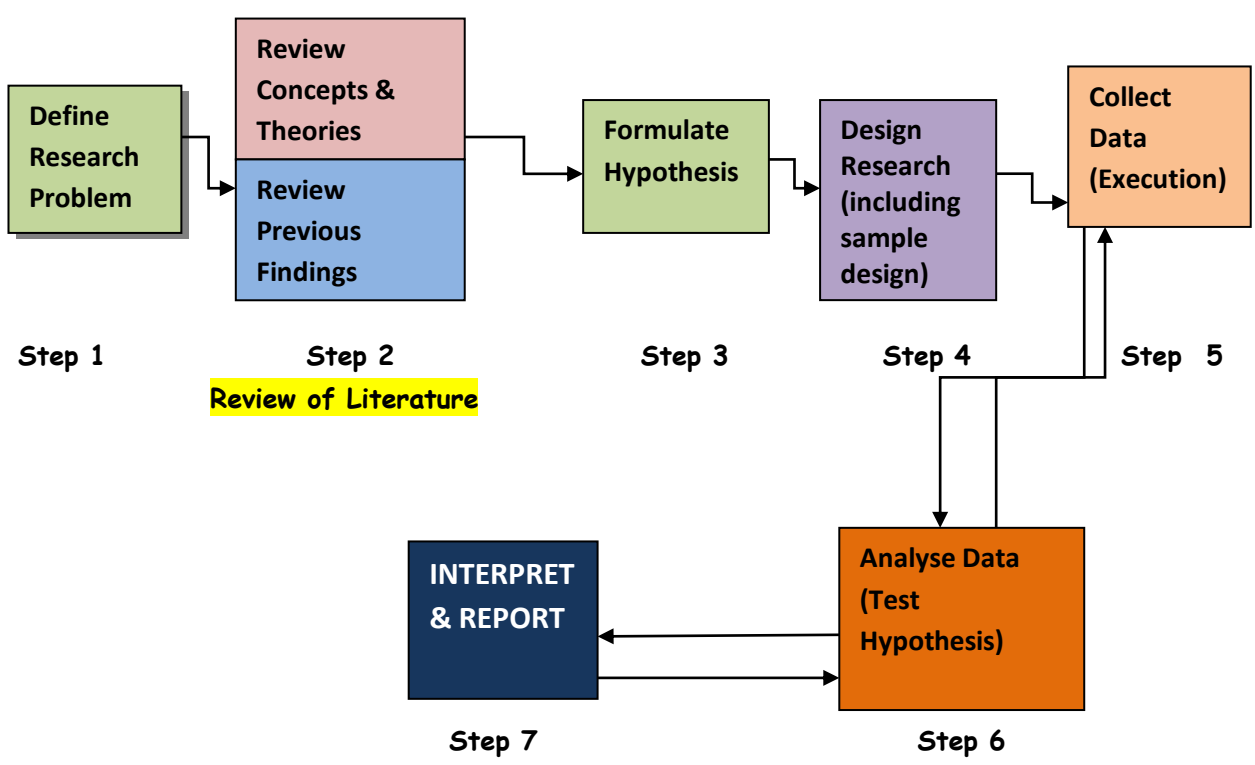 Define
Research
Problem
Review
Concepts &
Theories
Review
Previous
Findings
Formulate
Hypothesis
Design
Research
(including
sample
design)
Collect
Data
(Execution)
Step 1
Step 2
Review of Literature
Step 3
Step 4
Step 5
INTERPRET
& REPORT
Analyse Data
(Test
Hypothesis)
Step 7
Step 6